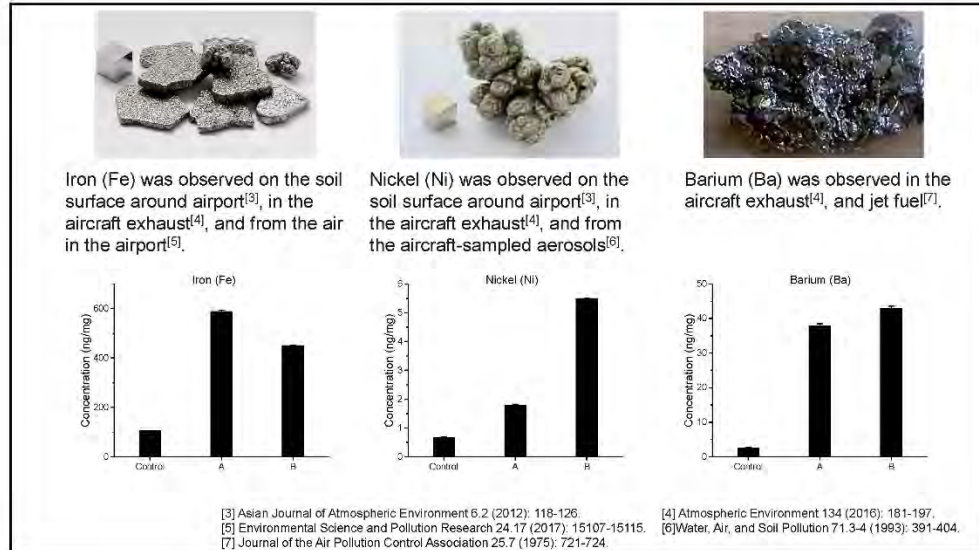 Iron (Fe) was observed on the soil
surface around airport[3], in the
aircraft exhaust[4], and from the air
in the airport[5].
Nickel (Ni) was observed on the
soil surface around airport[3], in
the aircraft exhaust[4], and from
the aircraft-sampled aerosols[6].
Barium (Ba) was observed in the
aircraft exhaust[4], and jet fuel[7].
Iron (Fe)
Concentration (ng/mg)
600
400
200
0
Control A B
Nickel (Ni)
Concentration (ng/mg)
6
5
4
3
2
1
0
Control A B
Barium (Ba)
Concentration (ng/mg)
50
40
30
20
10
0
Control A B
[3] Asian Journal of Atmospheric Environment 6.2 (2012): 118-126.
[4] Atmospheric Environment 134 (2016): 181-197.
[5] Environmental Science and Pollution Research 24.17 (2017): 15107-15115.
[6]Water, Air, and Soil Pollution 71.3-4 (1993): 391-404.
[7] Journal of the Air Pollution Control Association 25.7 (1975): 721-724.